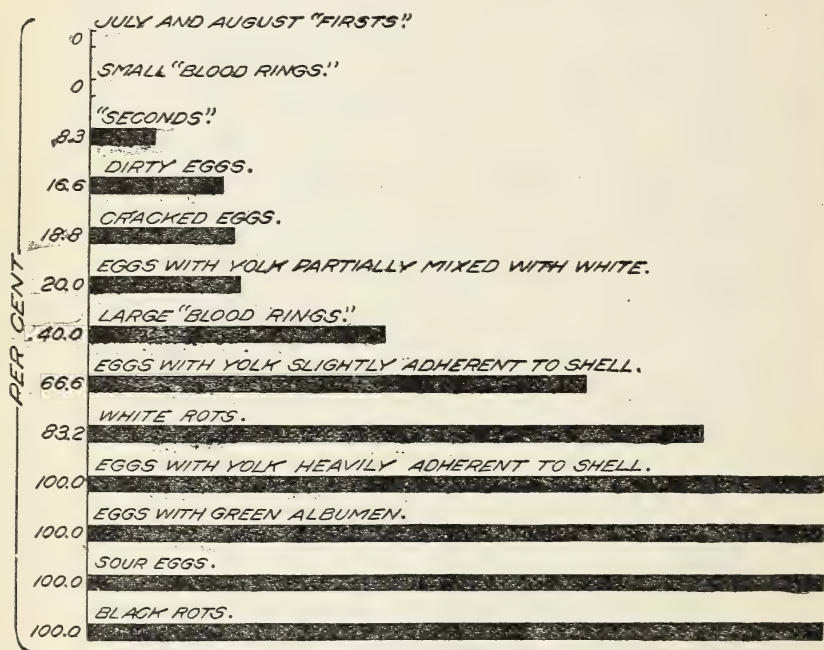 JULY AND AUGUST "FIRSTS."
0
SMALL "BLOOD RINGS."
0
"SECONDS."
8.3
DIRTY EGGS.
16.6
CRACKED EGGS.
18.8
EGGS WITH YOLK PARTIALLY MIXED WITH WHITE.
20.0
LARGE "BLOOD RINGS."
40.0
EGGS WITH YOLK SLIGHTLY ADHERENT TO SHELL.
66.6
WHITE ROTS.
83.2
EGGS WITH YOLK HEAVILY ADHERENT TO SHELL.
100.0
EGGS WITH GREEN ALBUMEN.
100.0
SOUR EGGS.
100.0
BLACK ROTS.
100.0
PER CENT